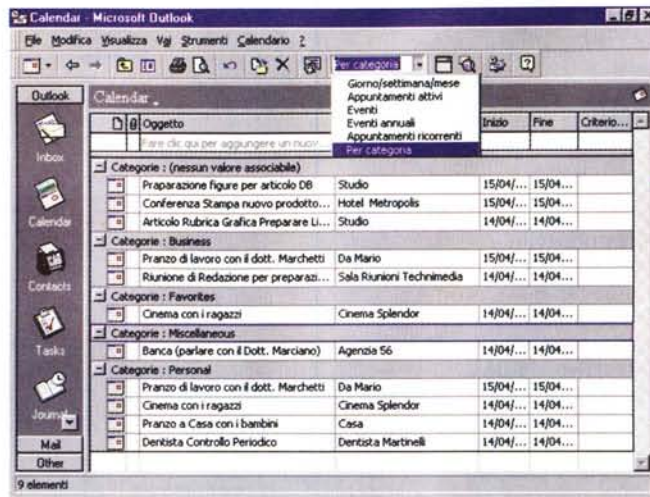 Calendar - Microsoft Outlook
File Modifica Visualizza Vai Strumenti Calendario ?
Per categoria
Outlook
Calendar
Giorno/settimana/mese
Appuntamenti attivi
Eventi
Eventi annuali
Appuntamenti ricorrenti
Per categoria
Oggetto Inizio Fine Criterio...
Fare clic qui per aggiungere un nuov
Categorie : (nessun valore associabile)
Praparazione figure per articolo DB Studio 15/04/... 15/04...
Conferenza Stampa nuovo prodotto... Hotel Metropolis 15/04/... 15/04...
Articolo Rubrica Grafica Preparare Li... Studio 14/04/... 14/04...
Categorie : Business
Pranzo di lavoro con il dott. Marchetti Da Mario 15/04/... 15/04...
Riunione di Redazione per preparazi... Sala Riunioni Technimedia 14/04/... 14/04...
Categorie : Favorites
Cinema con i ragazzi Cinema Splendor 14/04/... 14/04...
Categorie : Miscellaneous
Banca (parlare con il Dott. Marciano) Agenzia 56 14/04/... 14/04...
Categorie : Personal
Pranzo di lavoro con il dott. Marchetti Da Mario 15/04/... 15/04...
Cinema con i ragazzi Cinema Splendor 14/04/... 14/04...
Pranzo a Casa con i bambini Casa 14/04/... 14/04...
Dentista Controllo Periodico Dentista Martinelli 14/04/... 14/04...
Inbox
Calendar
Contacts
Tasks
Journal
Mail
Other
9 elementi